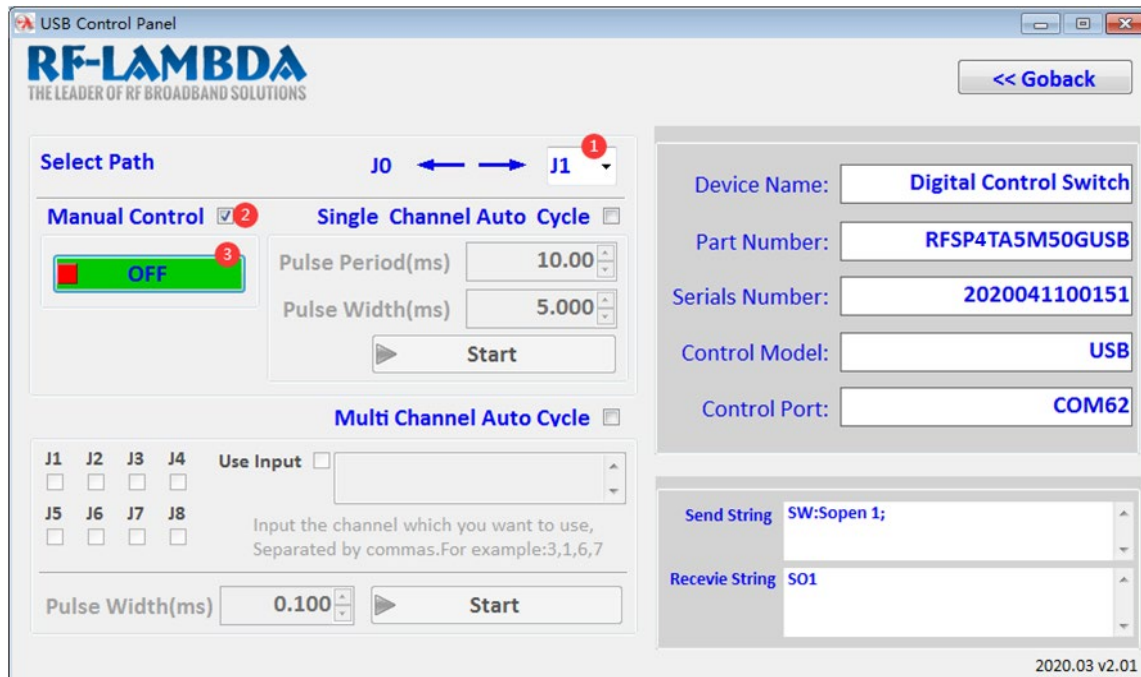 USB Control Panel
RF-LAMBDA
THE LEADER OF RF BROADBAND SOLUTIONS
<< Goback
Select Path
J0
J1
1
Manual Control
2
Single Channel Auto Cycle
OFF
3
Pulse Period(ms)
10.00
Pulse Width(ms)
5.000
Start
Multi Channel Auto Cycle
J1 J2 J3 J4
J5 J6 J7 J8
Use Input
Input the channel which you want to use,
Separated by commas.For example:3,1,6,7
Pulse Width(ms)
0.100
Start
Device Name:
Digital Control Switch
Part Number:
RFSP4TA5M50GUSB
Serials Number:
2020041100151
Control Model:
USB
Control Port:
COM62
Send String
SW:Sopen 1;
Recevie String
SO1
2020.03 v2.01